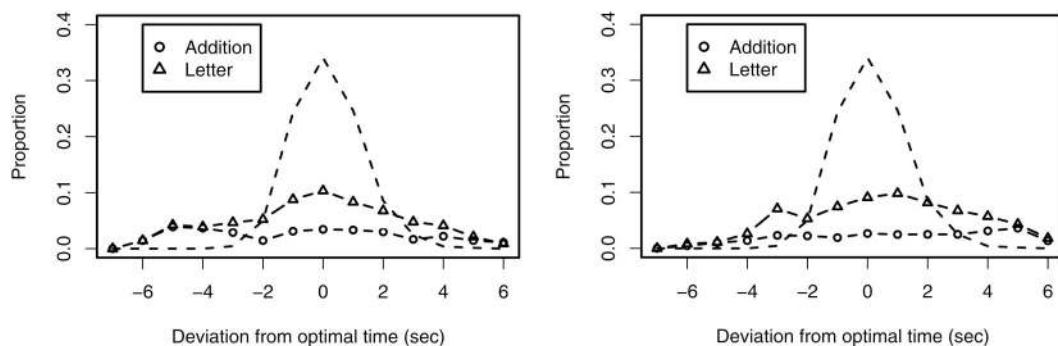 Proportion
0.0 0.1 0.2 0.3 0.4
Addition
Letter
−6 −4 −2 0 2 4 6
Deviation from optimal time (sec)
Proportion
0.0 0.1 0.2 0.3 0.4
Addition
Letter
−6 −4 −2 0 2 4 6
Deviation from optimal time (sec)